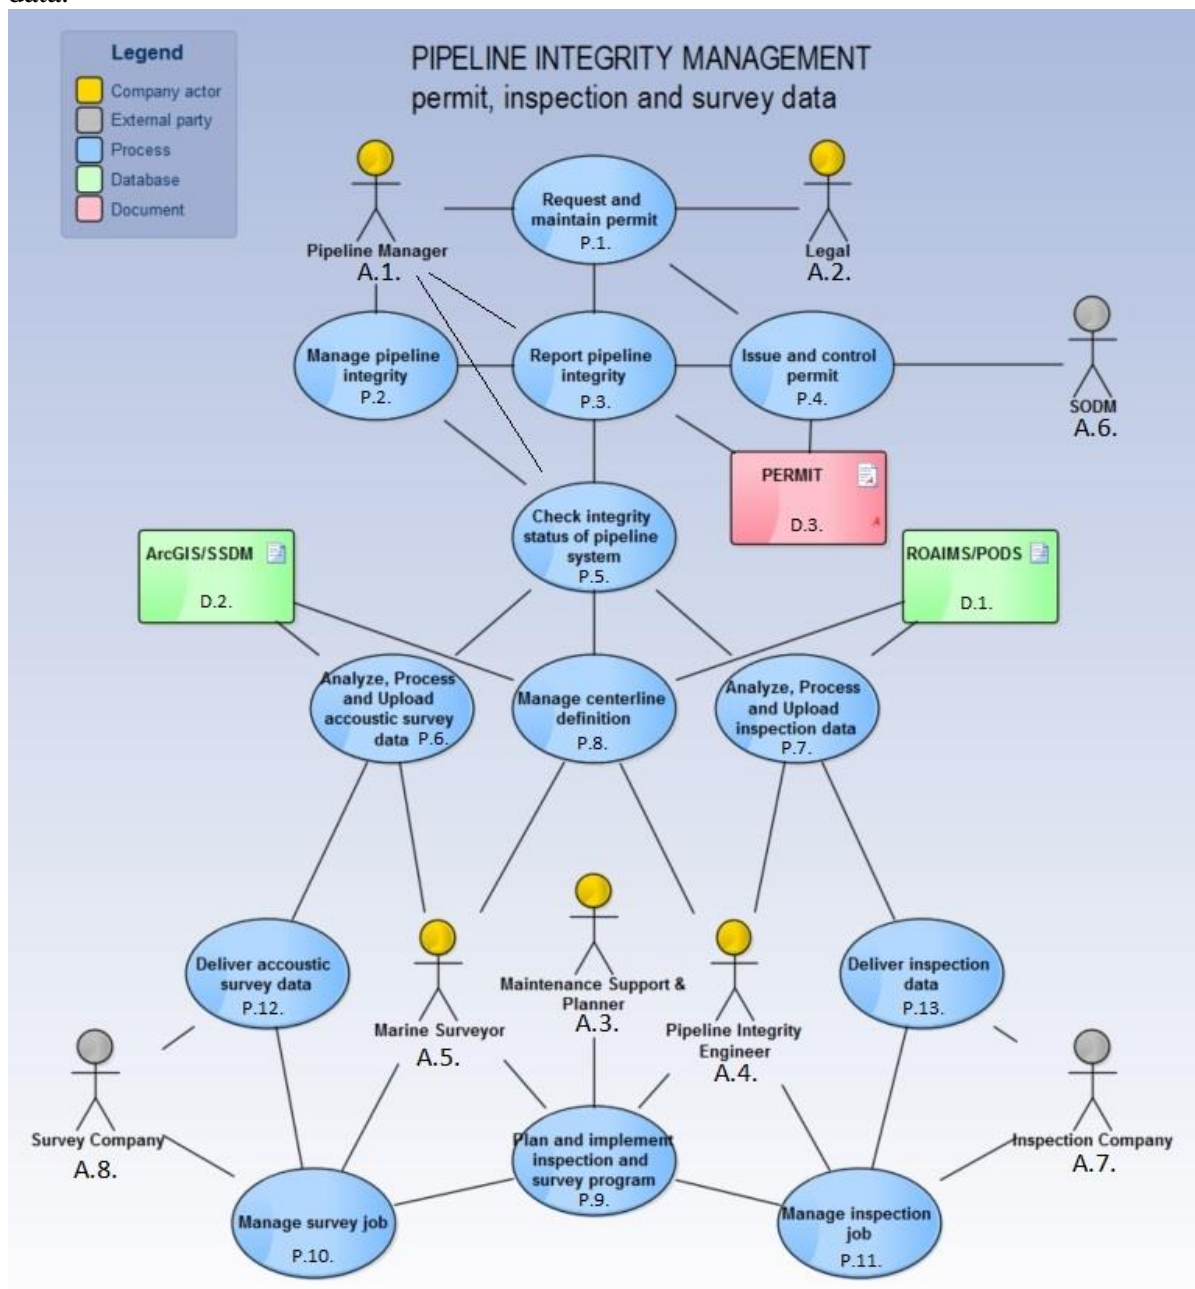 data.
Legend
Company actor
External party
Process
Database
Document
PIPELINE INTEGRITY MANAGEMENT
permit, inspection and survey data
Pipeline Manager
A.1.
Request and
maintain permit
P.1.
Legal
A.2.
Manage pipeline
integrity
P.2.
Report pipeline
integrity
P.3.
Issue and control
permit
P.4.
SODM
A.6.
PERMIT
D.3.
A
Check integrity
status of pipeline
system
P.5.
ArcGIS/SSDM
D.2.
ROAIMS/PODS
D.1.
Analyze, Process
and Upload
accoustic survey
data P.6.
Manage centerline
definition
P.8.
Analyze, Process
and Upload
inspection data
P.7.
Deliver accoustic
survey data
P.12.
Marine Surveyor
A.5.
Maintenance Support &
Planner
A.3.
Pipeline Integrity
Engineer
A.4.
Deliver inspection
data
P.13.
Survey Company
A.8.
Plan and implement
inspection and
survey program
P.9.
Inspection Company
A.7.
Manage survey job
P.10.
Manage inspection
job
P.11.